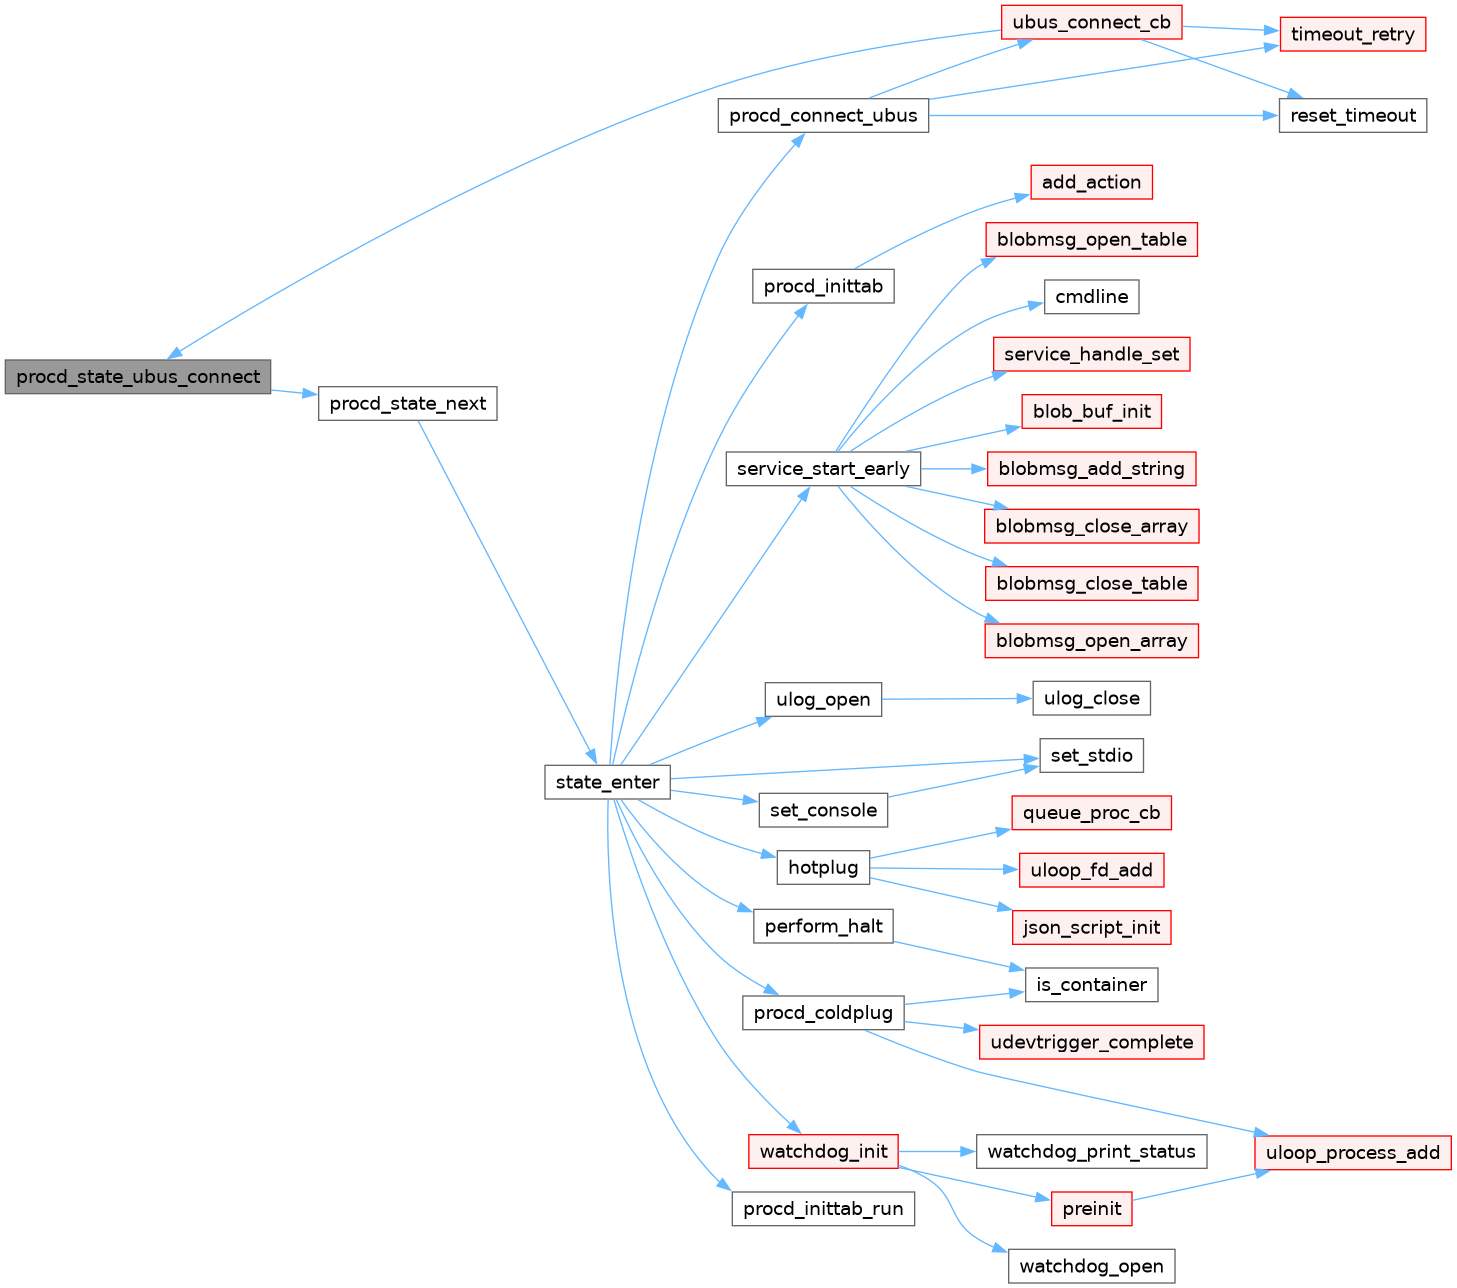 ubus_connect_cb
timeout_retry
procd_connect_ubus
reset_timeout
add_action
blobmsg_open_table
procd_inittab
cmdline
service_handle_set
procd_state_ubus_connect
procd_state_next
blob_buf_init
service_start_early
blobmsg_add_string
blobmsg_close_array
blobmsg_close_table
blobmsg_open_array
ulog_open
ulog_close
set_stdio
state_enter
set_console
queue_proc_cb
hotplug
uloop_fd_add
perform_halt
json_script_init
is_container
procd_coldplug
udevtrigger_complete
watchdog_init
watchdog_print_status
uloop_process_add
procd_inittab_run
preinit
watchdog_open